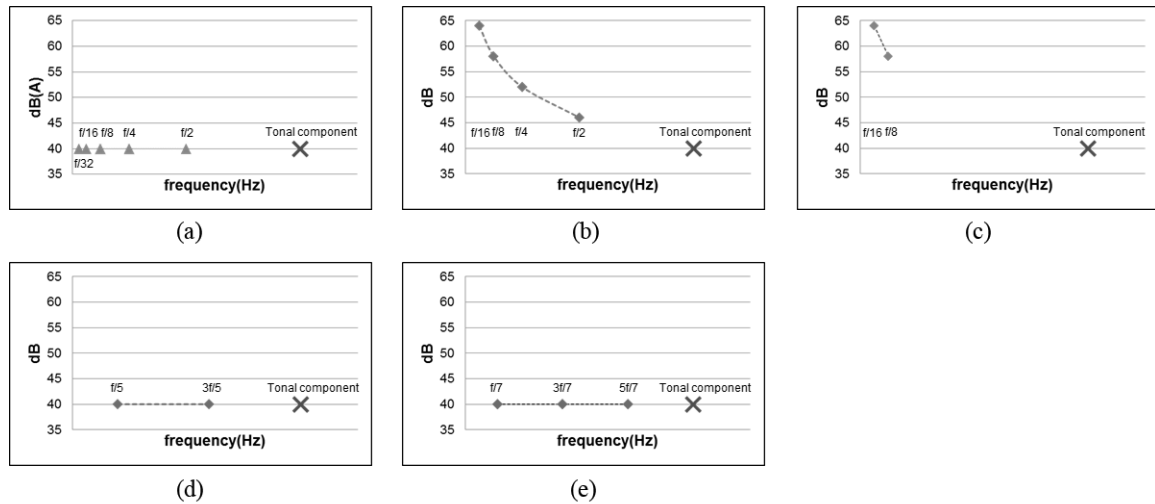 65
60
55
50
45
40
35
dB(A)
f/16 f/8 f/4 f/2 Tonal component
f/32
frequency(Hz)
(a)
65
60
55
50
45
40
35
dB
f/16 f/8 f/4 f/2 Tonal component
frequency(Hz)
(b)
65
60
55
50
45
40
35
dB
f/16 f/8 Tonal component
frequency(Hz)
(c)
65
60
55
50
45
40
35
dB
f/5 3f/5 Tonal component
frequency(Hz)
(d)
65
60
55
50
45
40
35
dB
f/7 3f/7 5f/7 Tonal component
frequency(Hz)
(e)